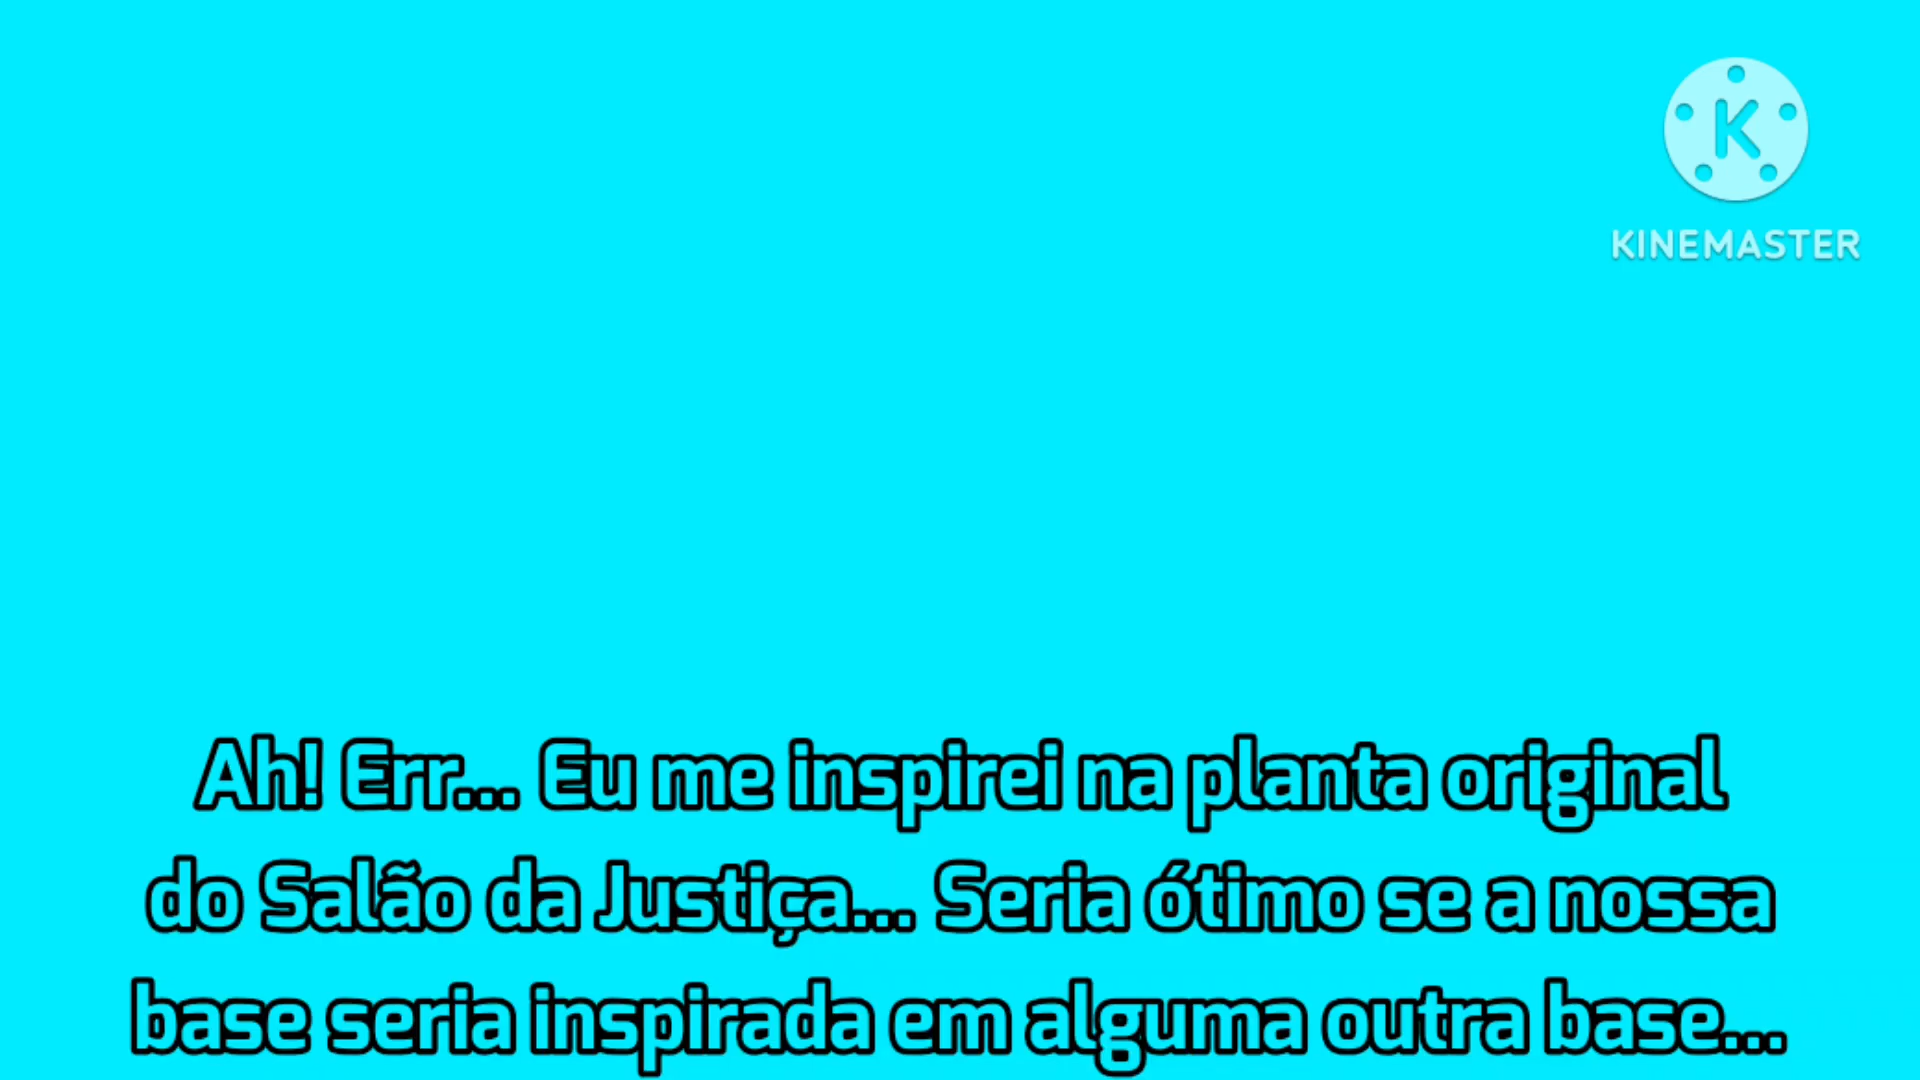 K
KINEMASTER
Ah! Err... Eu me inspirei na planta original
do Salão da Justiça... Seria ótimo se a nossa
base seria inspirada em alguma outra base...